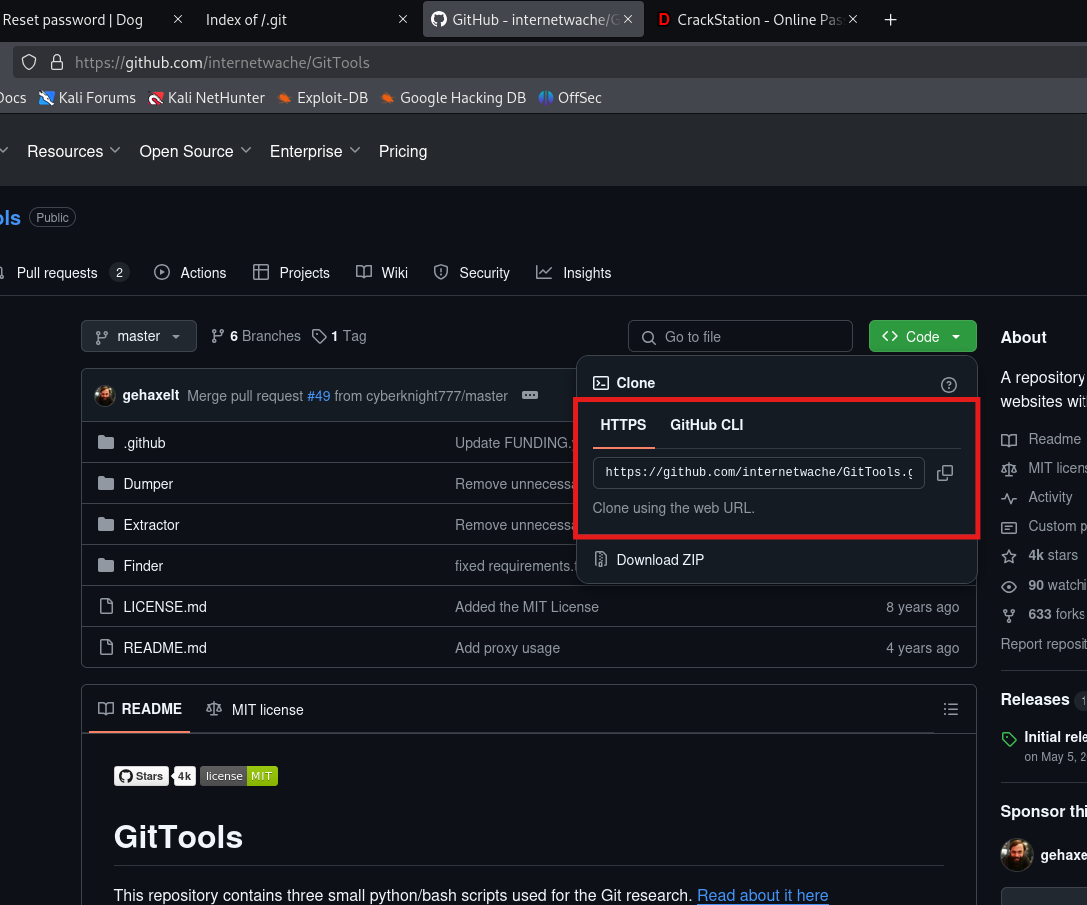 Reset password | Dog
Index of /.git
GitHub - internetwache/G
CrackStation - Online Pas
https://github.com/internetwache/GitTools
Docs Kali Forums Kali NetHunter Exploit-DB Google Hacking DB OffSec
Resources Open Source Enterprise Pricing
ols Public
Pull requests 2 Actions Projects Wiki Security Insights
master 6 Branches 1 Tag Go to file Code
Clone
HTTPS GitHub CLI
https://github.com/internetwache/GitTools.g
Clone using the web URL.
Download ZIP
gehaxelt Merge pull request #49 from cyberknight777/master
.github Update FUNDING.
Dumper Remove unnecessa
Extractor Remove unnecessa
Finder fixed requirements.
LICENSE.md Added the MIT License 8 years ago
README.md Add proxy usage 4 years ago
README MIT license
Stars 4k license MIT
GitTools
This repository contains three small python/bash scripts used for the Git research. Read about it here
About
A repository
websites wit
Readme
MIT licen
Activity
Custom p
4k stars
90 watchi
633 forks
Report reposit
Releases 1
Initial rele
on May 5, 2
Sponsor thi
gehaxe